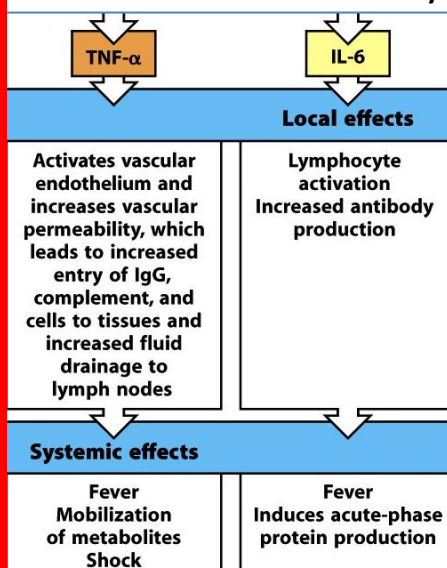 TNF-α
IL-6
Local effects
Activates vascular
endothelium and
increases vascular
permeability, which
leads to increased
entry of IgG,
complement, and
cells to tissues and
increased fluid
drainage to
lymph nodes
Lymphocyte
activation
Increased antibody
production
Systemic effects
Fever
Mobilization
of metabolites
Shock
Fever
Induces acute-phase
protein production